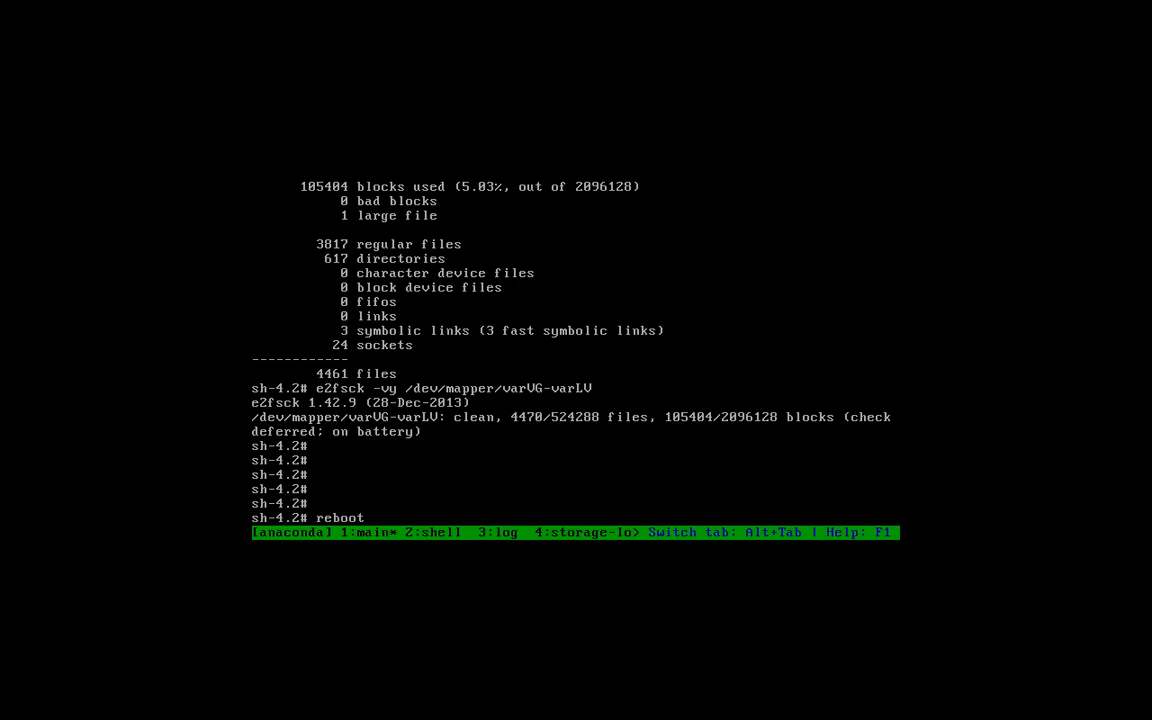 105404 blocks used (5.03%, out of 2096128)
0 bad blocks
1 large file
3817 regular files
617 directories
0 character device files
0 block device files
0 fifos
0 links
3 symbolic links (3 fast symbolic links)
24 sockets
------------
4461 files
sh-4.2# e2fsck -vy /dev/mapper/varVG-varLV
e2fsck 1.42.9 (28-Dec-2013)
/dev/mapper/varVG-varLV: clean, 4470/524288 files, 105404/2096128 blocks (check
deferred; on battery)
sh-4.2#
sh-4.2#
sh-4.2#
sh-4.2#
sh-4.2#
sh-4.2# reboot
[anaconda] 1:main* 2:shell  3:log  4:storage-lo> Switch tab: Alt+Tab | Help: F1